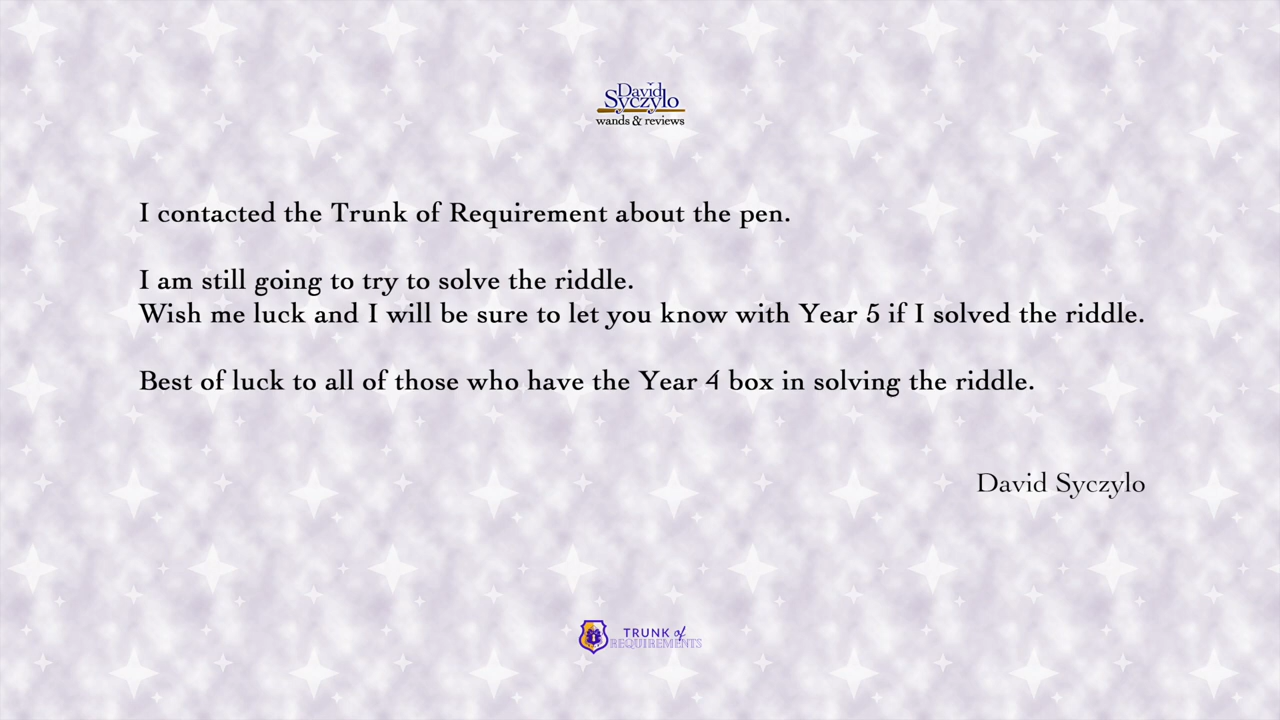 David
Syczylo
wands & reviews
I contacted the Trunk of Requirement about the pen.
I am still going to try to solve the riddle.
Wish me luck and I will be sure to let you know with Year 5 if I solved the riddle.
Best of luck to all of those who have the Year 4 box in solving the riddle.
David Syczylo
TRUNK of
REQUIREMENTS